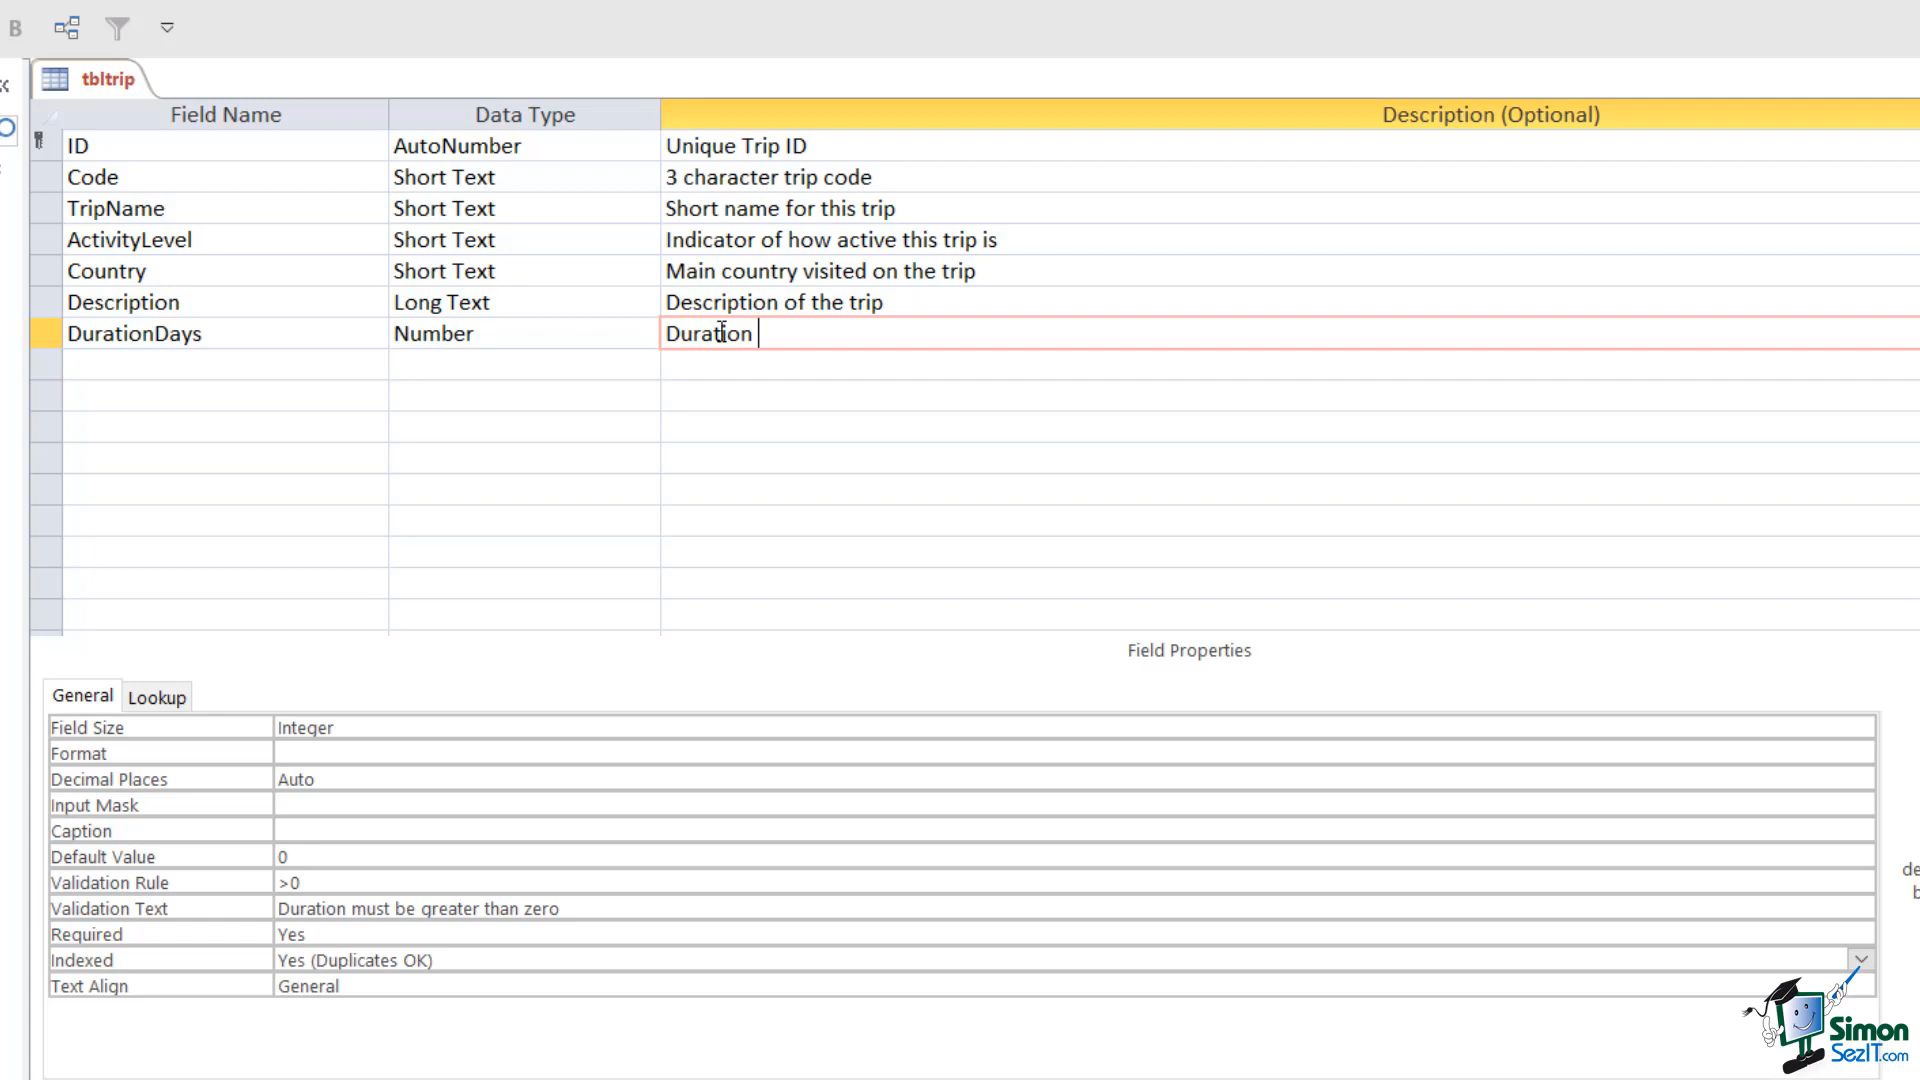 B
tbltrip
Field Name Data Type Description (Optional)
ID AutoNumber Unique Trip ID
Code Short Text 3 character trip code
TripName Short Text Short name for this trip
ActivityLevel Short Text Indicator of how active this trip is
Country Short Text Main country visited on the trip
Description Long Text Description of the trip
DurationDays Number Duration
Field Properties
General Lookup
Field Size Integer
Format
Decimal Places Auto
Input Mask
Caption
Default Value 0
Validation Rule >0
Validation Text Duration must be greater than zero
Required Yes
Indexed Yes (Duplicates OK)
Text Align General
de
b
Simon
SezIT.com